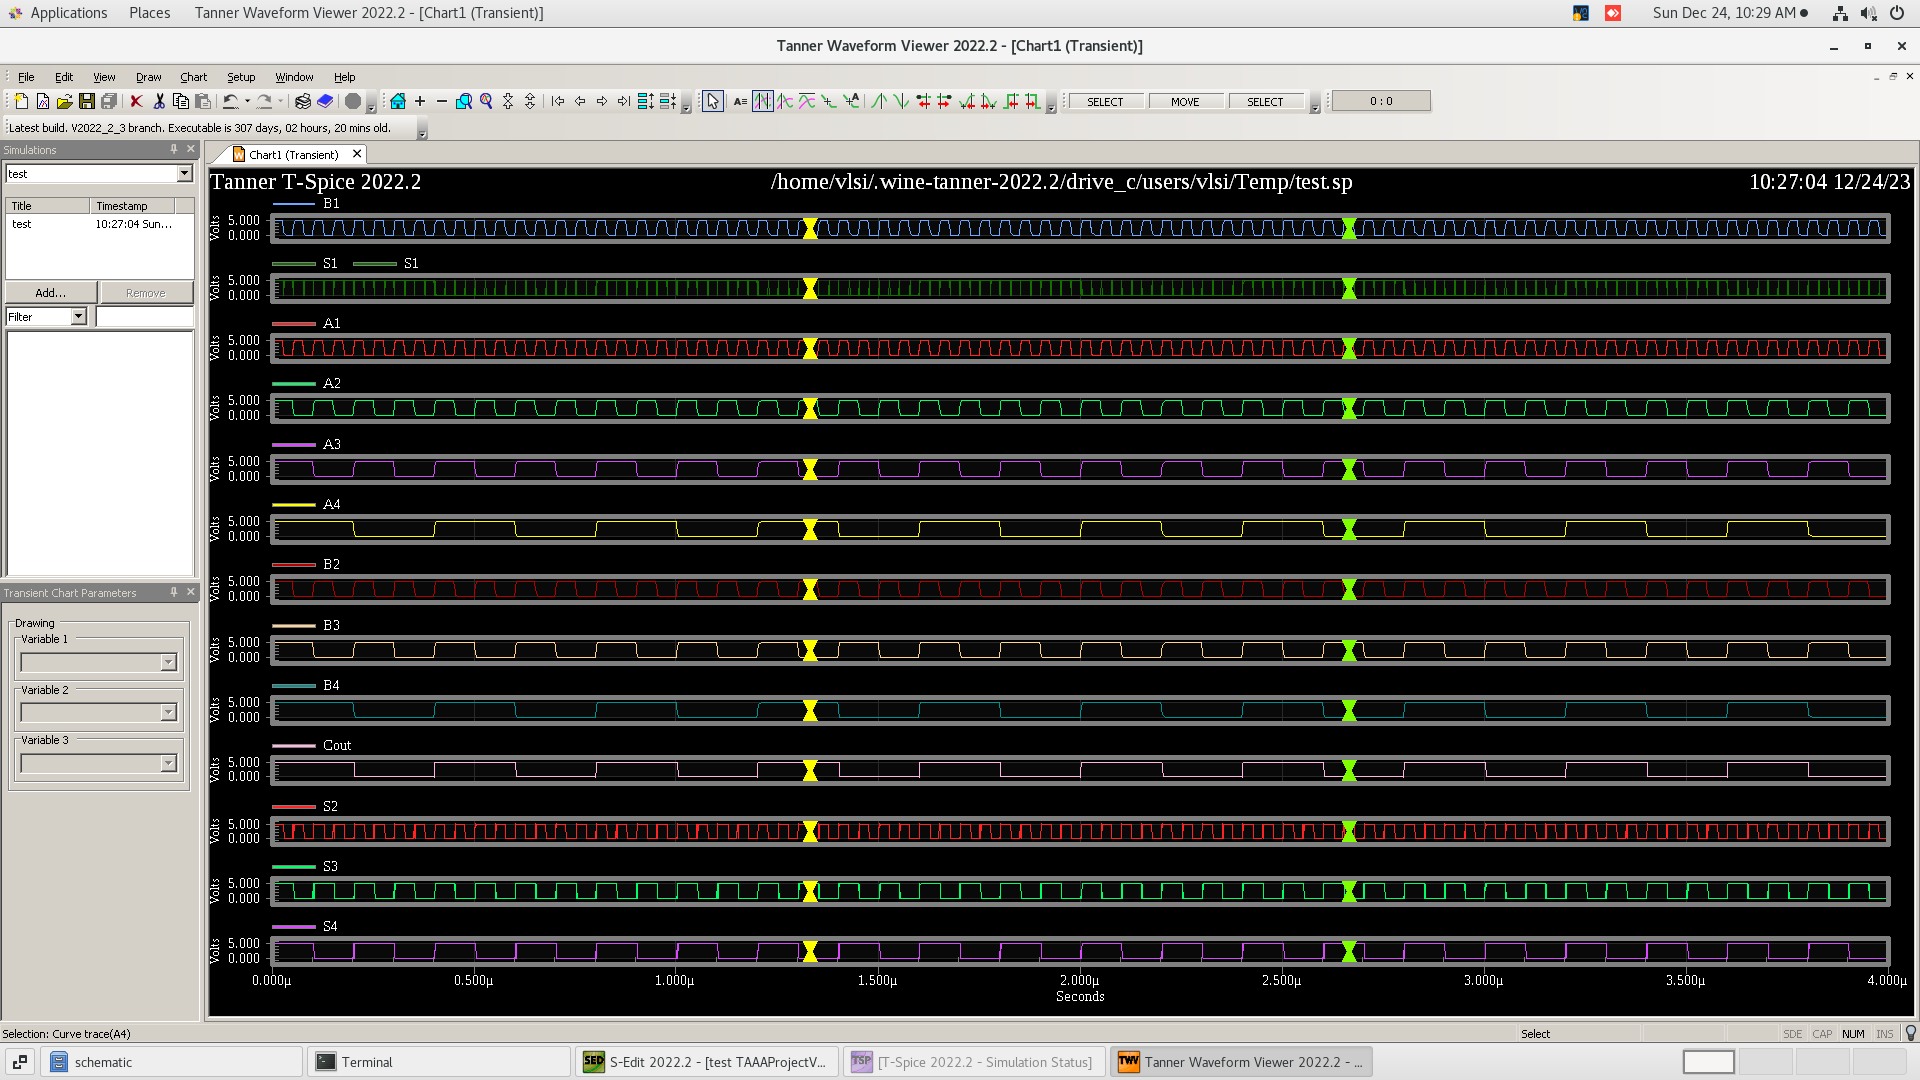 Applications Places Tanner Waveform Viewer 2022.2 - [Chart1 (Transient)] Sun Dec 24, 10:29 AM
Tanner Waveform Viewer 2022.2 - [Chart1 (Transient)]
File Edit View Draw Chart Setup Window Help
SELECT MOVE SELECT 0 : 0
Latest build. V2022_2_3 branch. Executable is 307 days, 02 hours, 20 mins old.
Simulations
test
Title Timestamp
test 10:27:04 Sun...
Add... Remove
Filter
Transient Chart Parameters
Drawing
Variable 1
Variable 2
Variable 3
Chart1 (Transient)
Tanner T-Spice 2022.2 /home/vlsi/.wine-tanner-2022.2/drive_c/users/vlsi/Temp/test.sp 10:27:04 12/24/23
B1
Volts 5.000
0.000
S1 S1
Volts 5.000
0.000
A1
Volts 5.000
0.000
A2
Volts 5.000
0.000
A3
Volts 5.000
0.000
A4
Volts 5.000
0.000
B2
Volts 5.000
0.000
B3
Volts 5.000
0.000
B4
Volts 5.000
0.000
Cout
Volts 5.000
0.000
S2
Volts 5.000
0.000
S3
Volts 5.000
0.000
S4
Volts 5.000
0.000
0.000µ 0.500µ 1.000µ 1.500µ 2.000µ 2.500µ 3.000µ 3.500µ 4.000µ
Seconds
Selection: Curve trace(A4) Select SDE CAP NUM INS
schematic Terminal S-Edit 2022.2 - [test TAAAProjectV... [T-Spice 2022.2 - Simulation Status] Tanner Waveform Viewer 2022.2 - ...